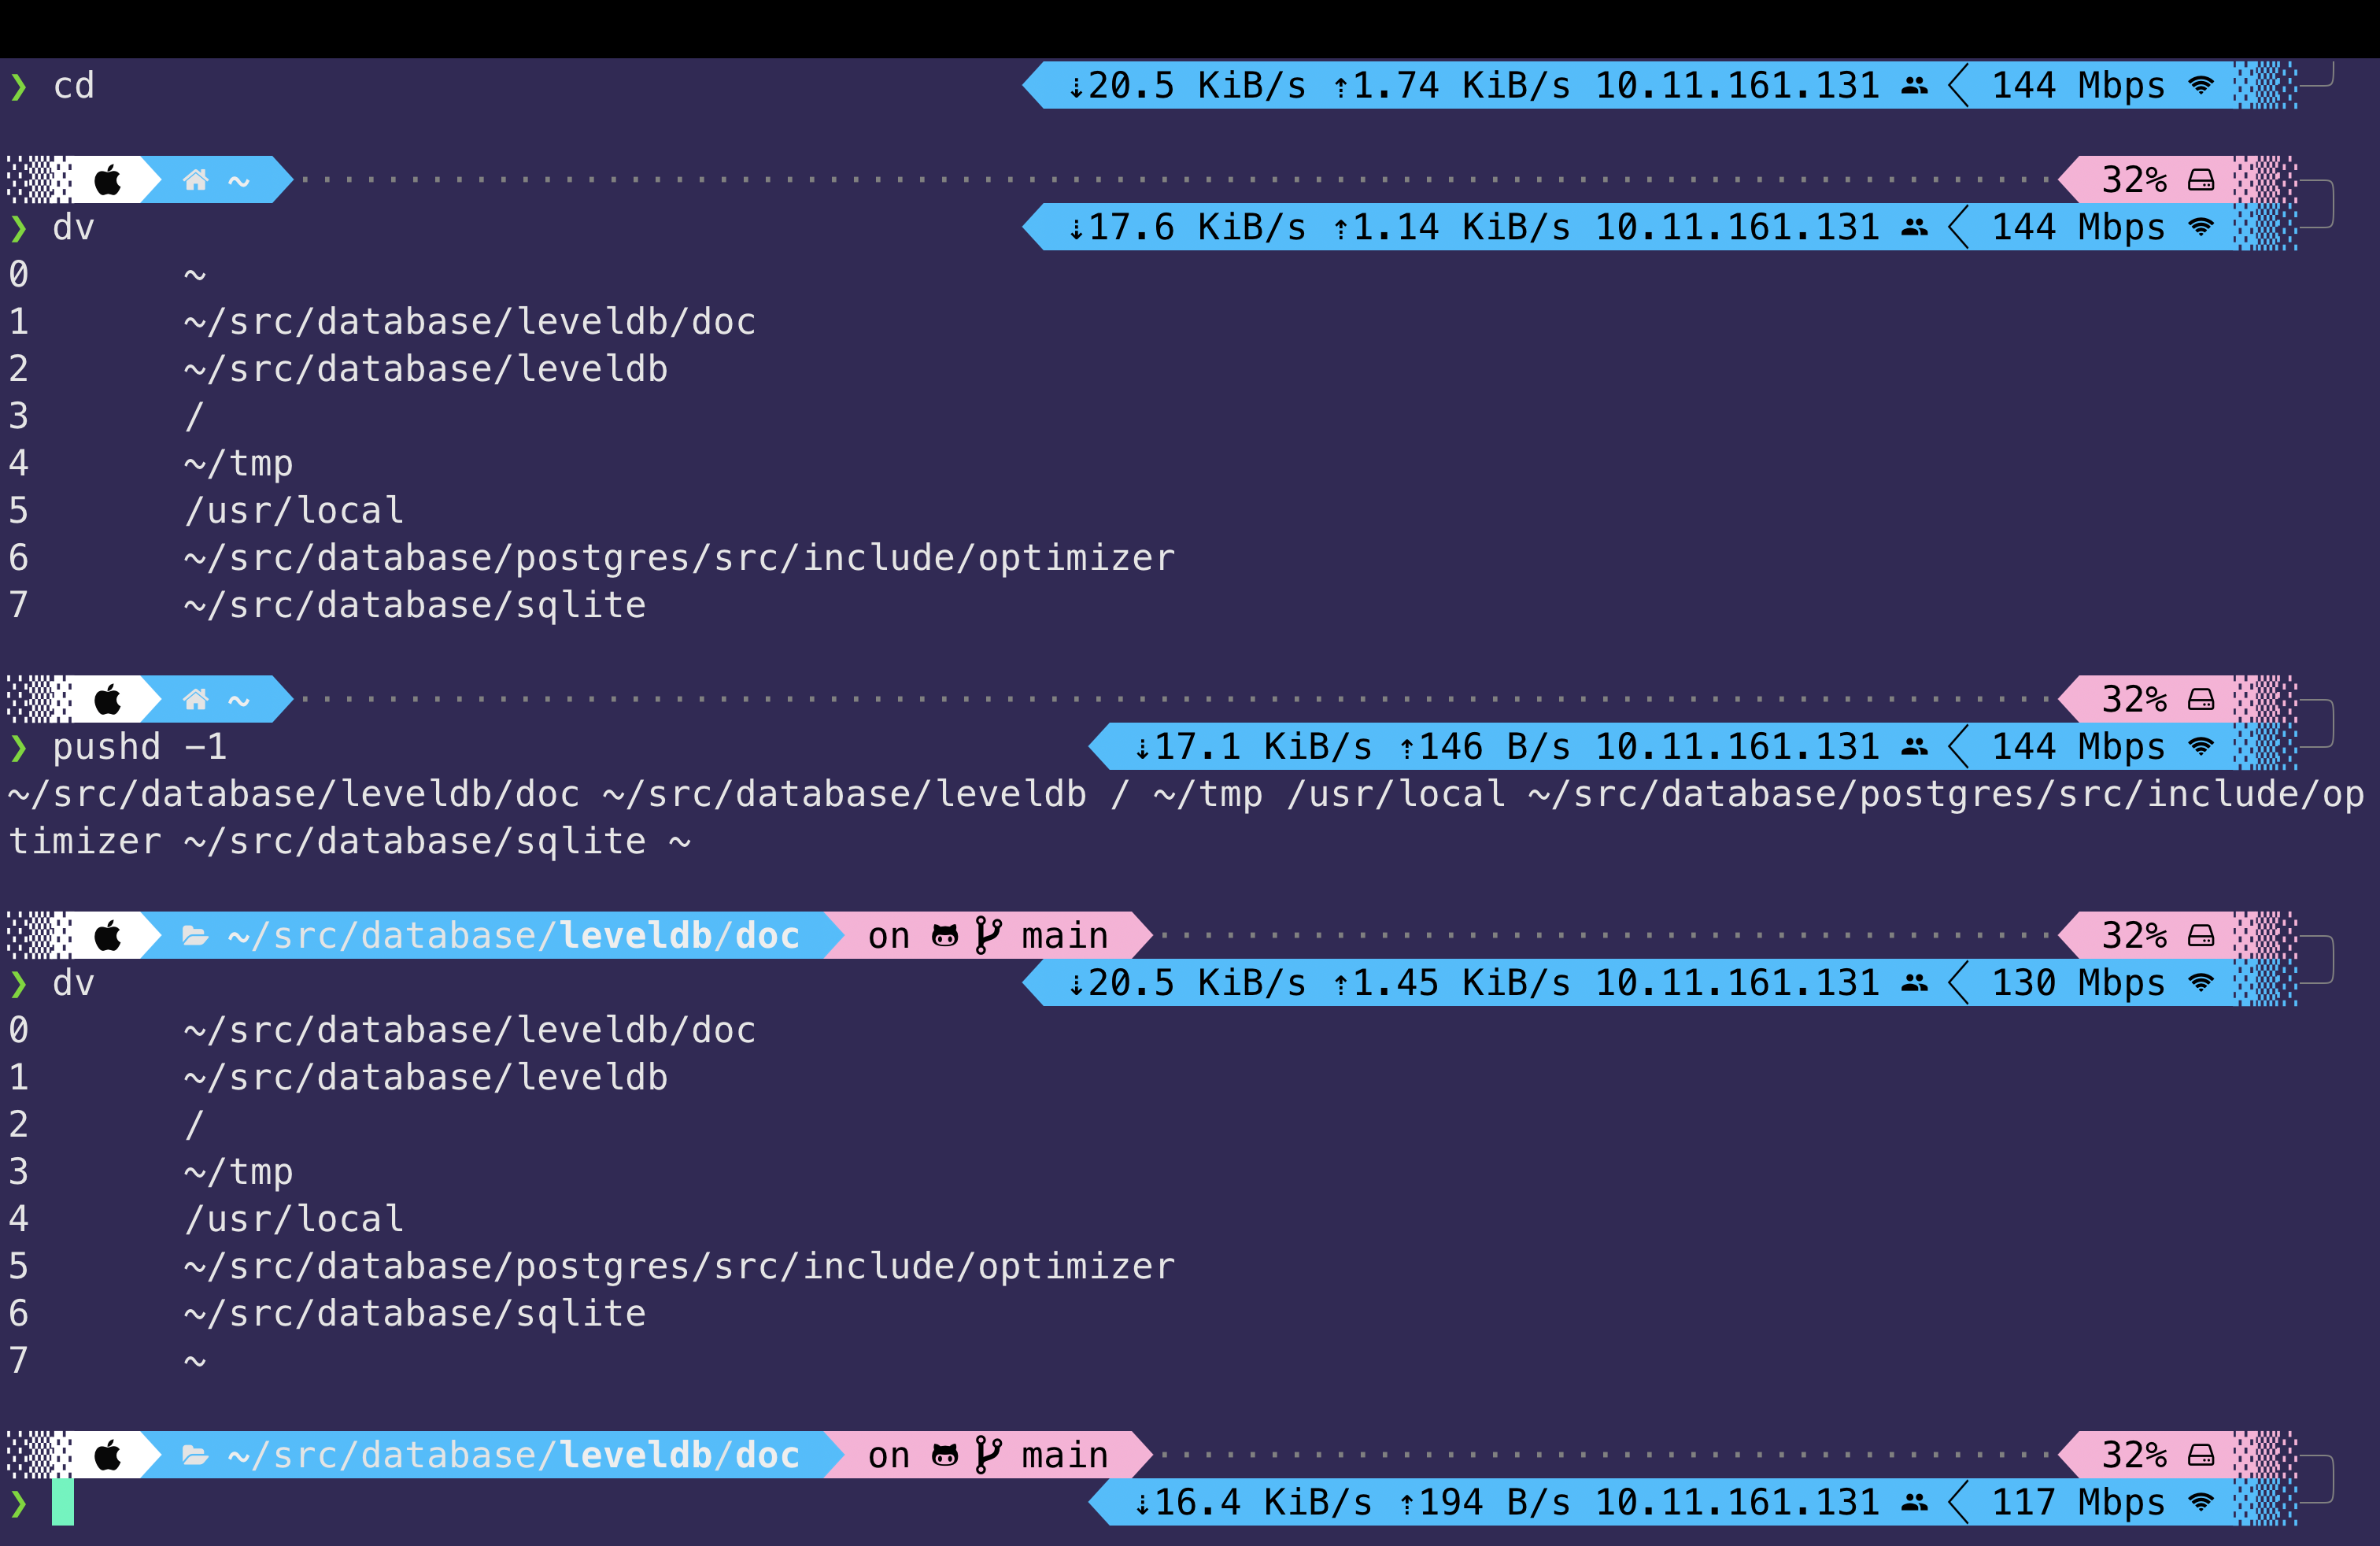 ❯ cd ⇣20.5 KiB/s ⇡1.74 KiB/s 10.11.161.131 144 Mbps
~ 32%
❯ dv ⇣17.6 KiB/s ⇡1.14 KiB/s 10.11.161.131 144 Mbps
0 ~
1 ~/src/database/leveldb/doc
2 ~/src/database/leveldb
3 /
4 ~/tmp
5 /usr/local
6 ~/src/database/postgres/src/include/optimizer
7 ~/src/database/sqlite
~ 32%
❯ pushd -1 ⇣17.1 KiB/s ⇡146 B/s 10.11.161.131 144 Mbps
~/src/database/leveldb/doc ~/src/database/leveldb / ~/tmp /usr/local ~/src/database/postgres/src/include/op
timizer ~/src/database/sqlite ~
~/src/database/leveldb/doc on main 32%
❯ dv ⇣20.5 KiB/s ⇡1.45 KiB/s 10.11.161.131 130 Mbps
0 ~/src/database/leveldb/doc
1 ~/src/database/leveldb
2 /
3 ~/tmp
4 /usr/local
5 ~/src/database/postgres/src/include/optimizer
6 ~/src/database/sqlite
7 ~
~/src/database/leveldb/doc on main 32%
❯ ⇣16.4 KiB/s ⇡194 B/s 10.11.161.131 117 Mbps